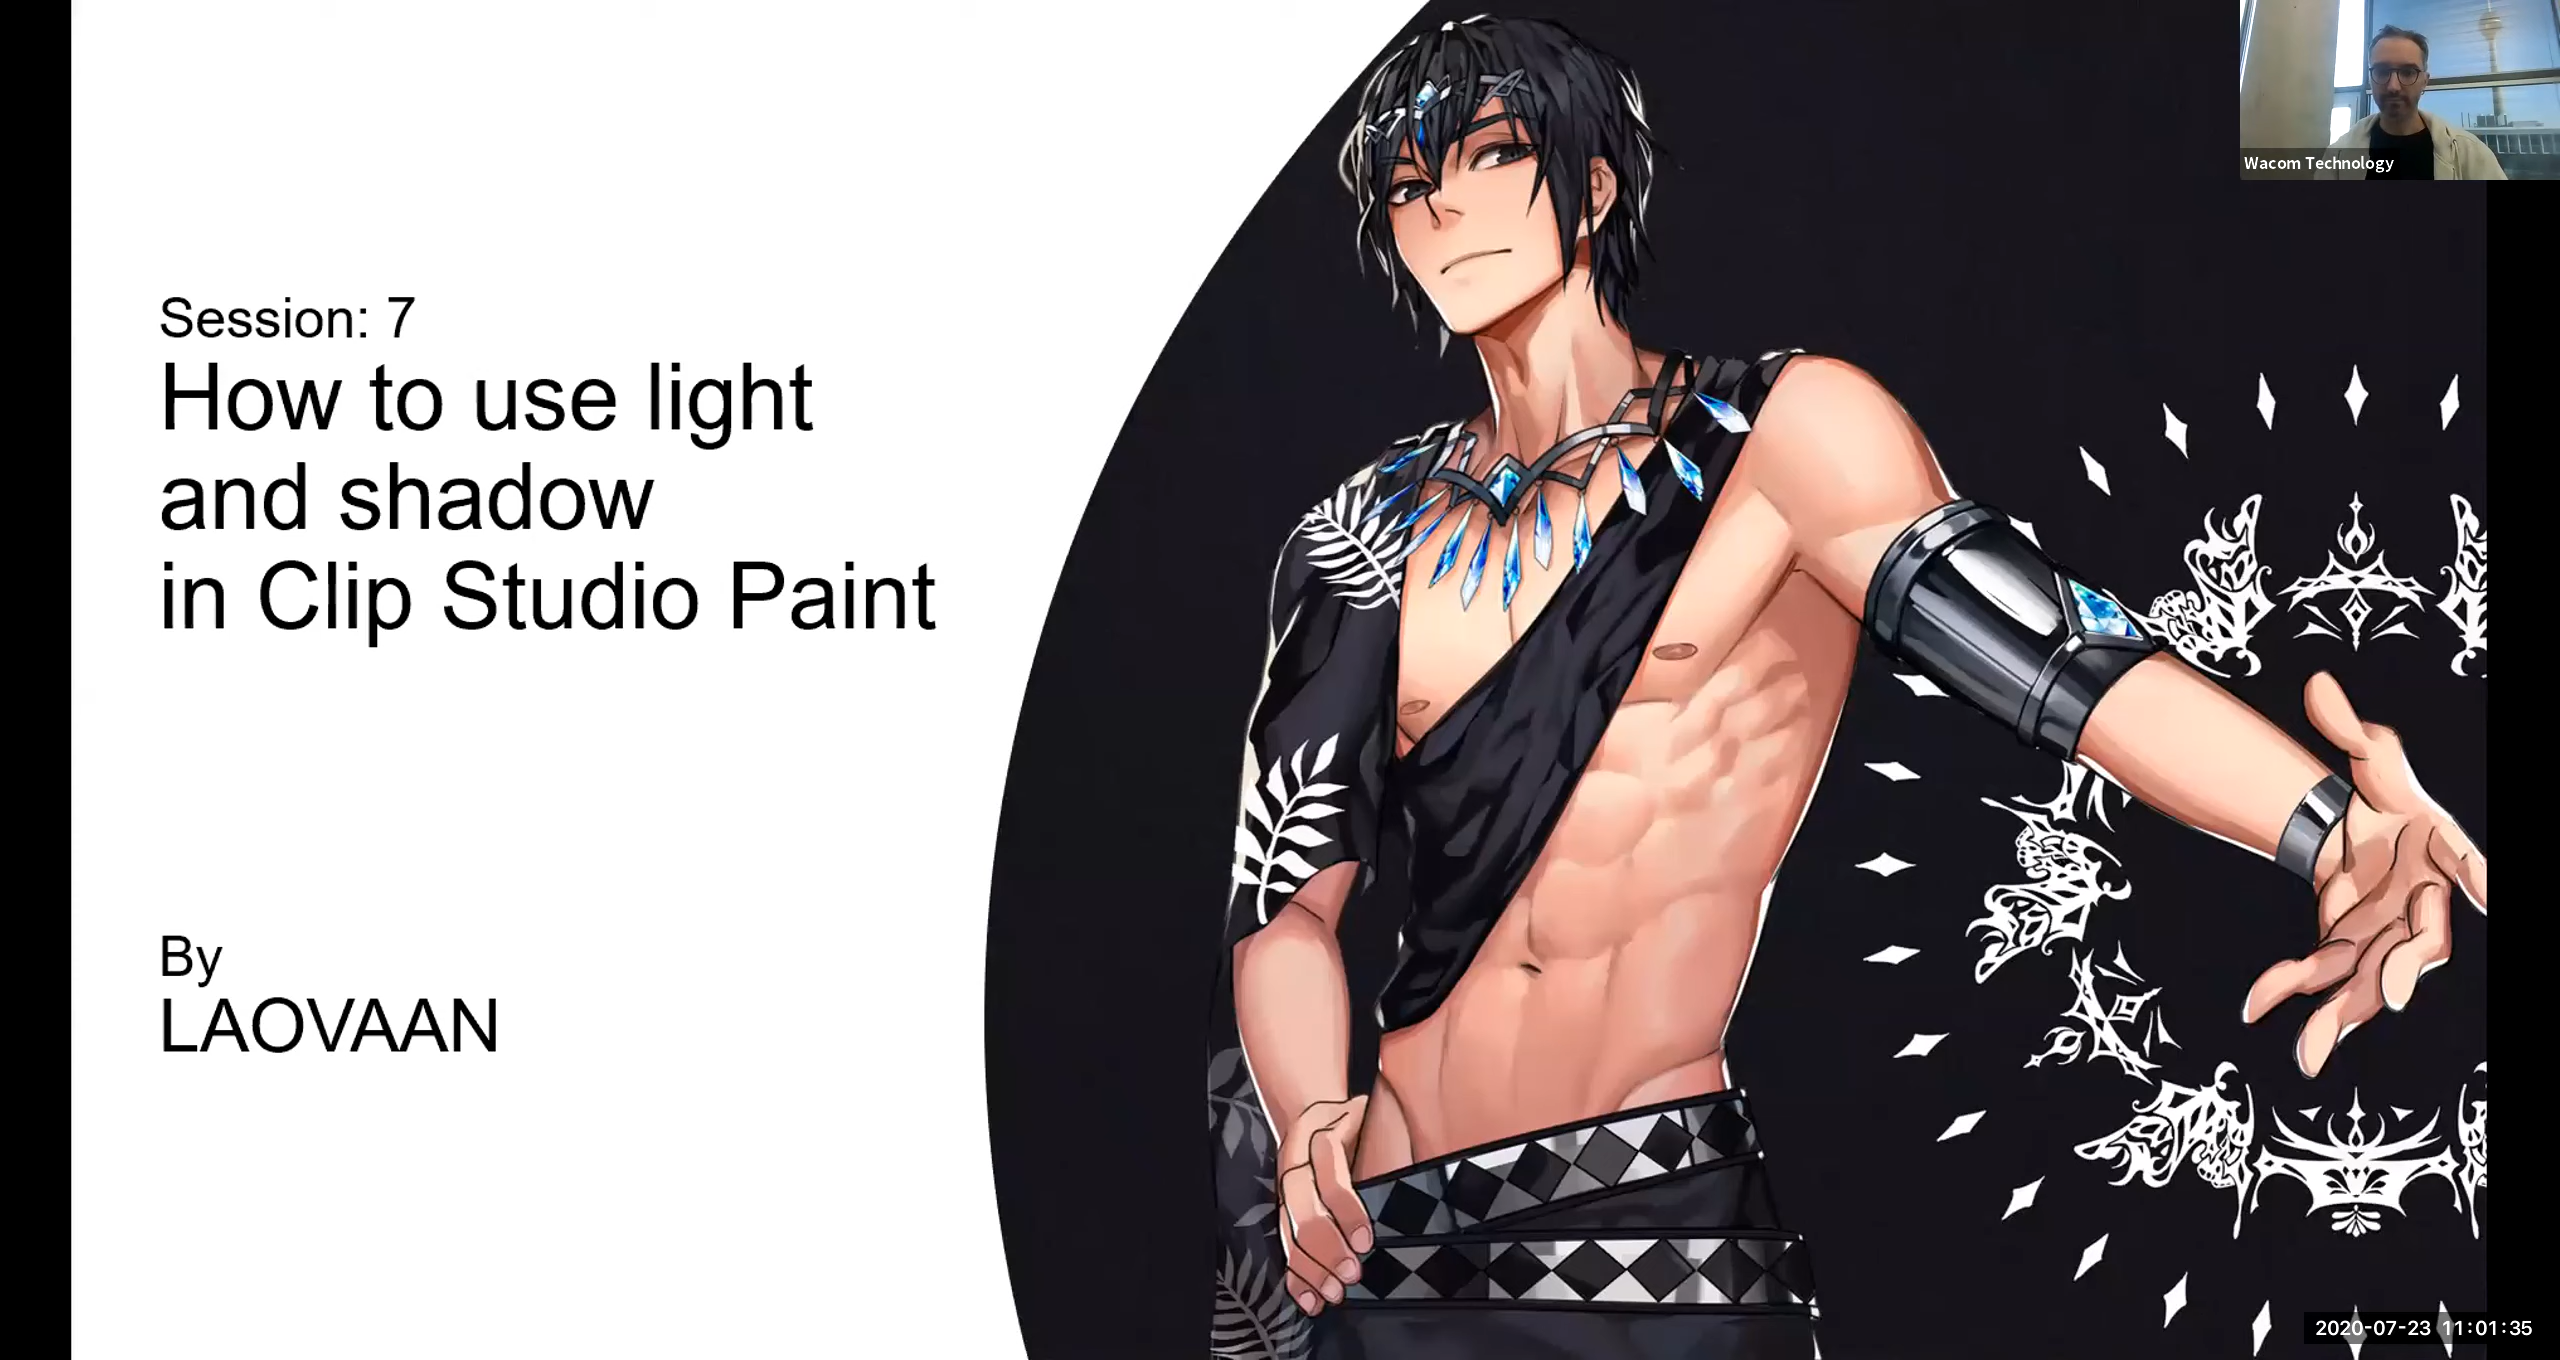 Wacom Technology
Session: 7
How to use light
and shadow
in Clip Studio Paint
By
LAOVAAN
2020-07-23 11:01:35